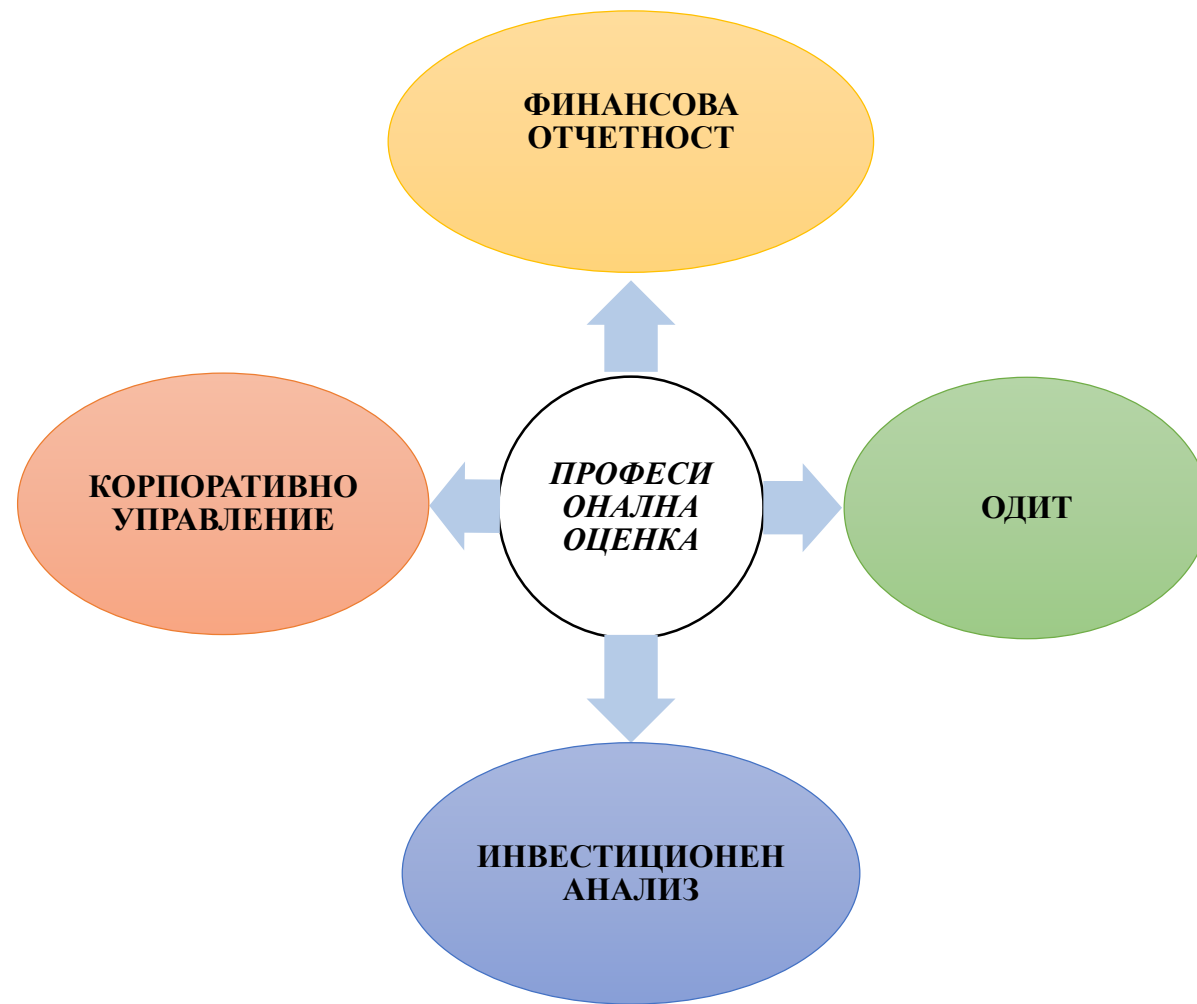 ФИНАНСОВА
ОТЧЕТНОСТ
КОРПОРАТИВНО
УПРАВЛЕНИЕ
ПРОФЕСИ
ОНАЛНА
ОЦЕНКА
ОДИТ
ИНВЕСТИЦИОНЕН
АНАЛИЗ